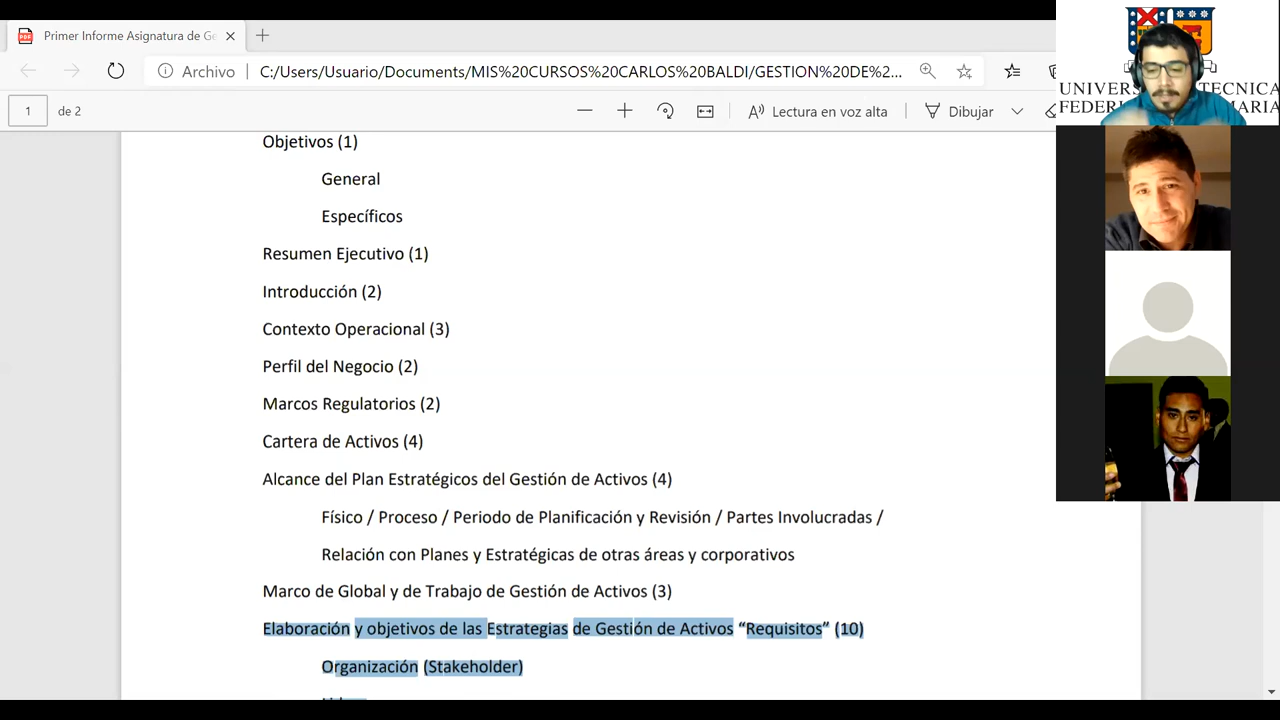 Primer Informe Asignatura de Ge
Archivo
C:/Users/Usuario/Documents/MIS%20CURSOS%20CARLOS%20BALDI/GESTION%20DE%2...
1
de 2
Lectura en voz alta
Dibujar
Objetivos (1)
General
Específicos
Resumen Ejecutivo (1)
Introducción (2)
Contexto Operacional (3)
Perfil del Negocio (2)
Marcos Regulatorios (2)
Cartera de Activos (4)
Alcance del Plan Estratégicos del Gestión de Activos (4)
Físico / Proceso / Periodo de Planificación y Revisión / Partes Involucradas /
Relación con Planes y Estratégicas de otras áreas y corporativos
Marco de Global y de Trabajo de Gestión de Activos (3)
Elaboración y objetivos de las Estrategias de Gestión de Activos “Requisitos” (10)
Organización (Stakeholder)